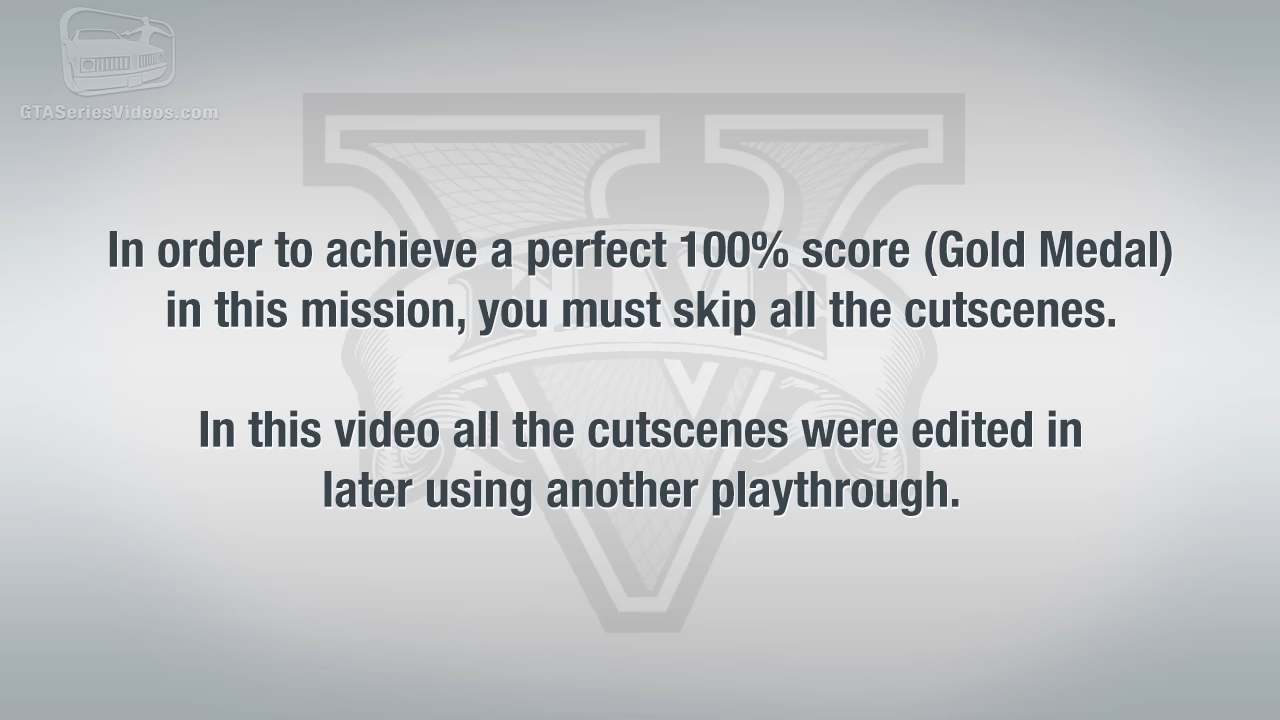 GTASeriesVideos.com
FIVE
In order to achieve a perfect 100% score (Gold Medal)
in this mission, you must skip all the cutscenes.
In this video all the cutscenes were edited in
later using another playthrough.